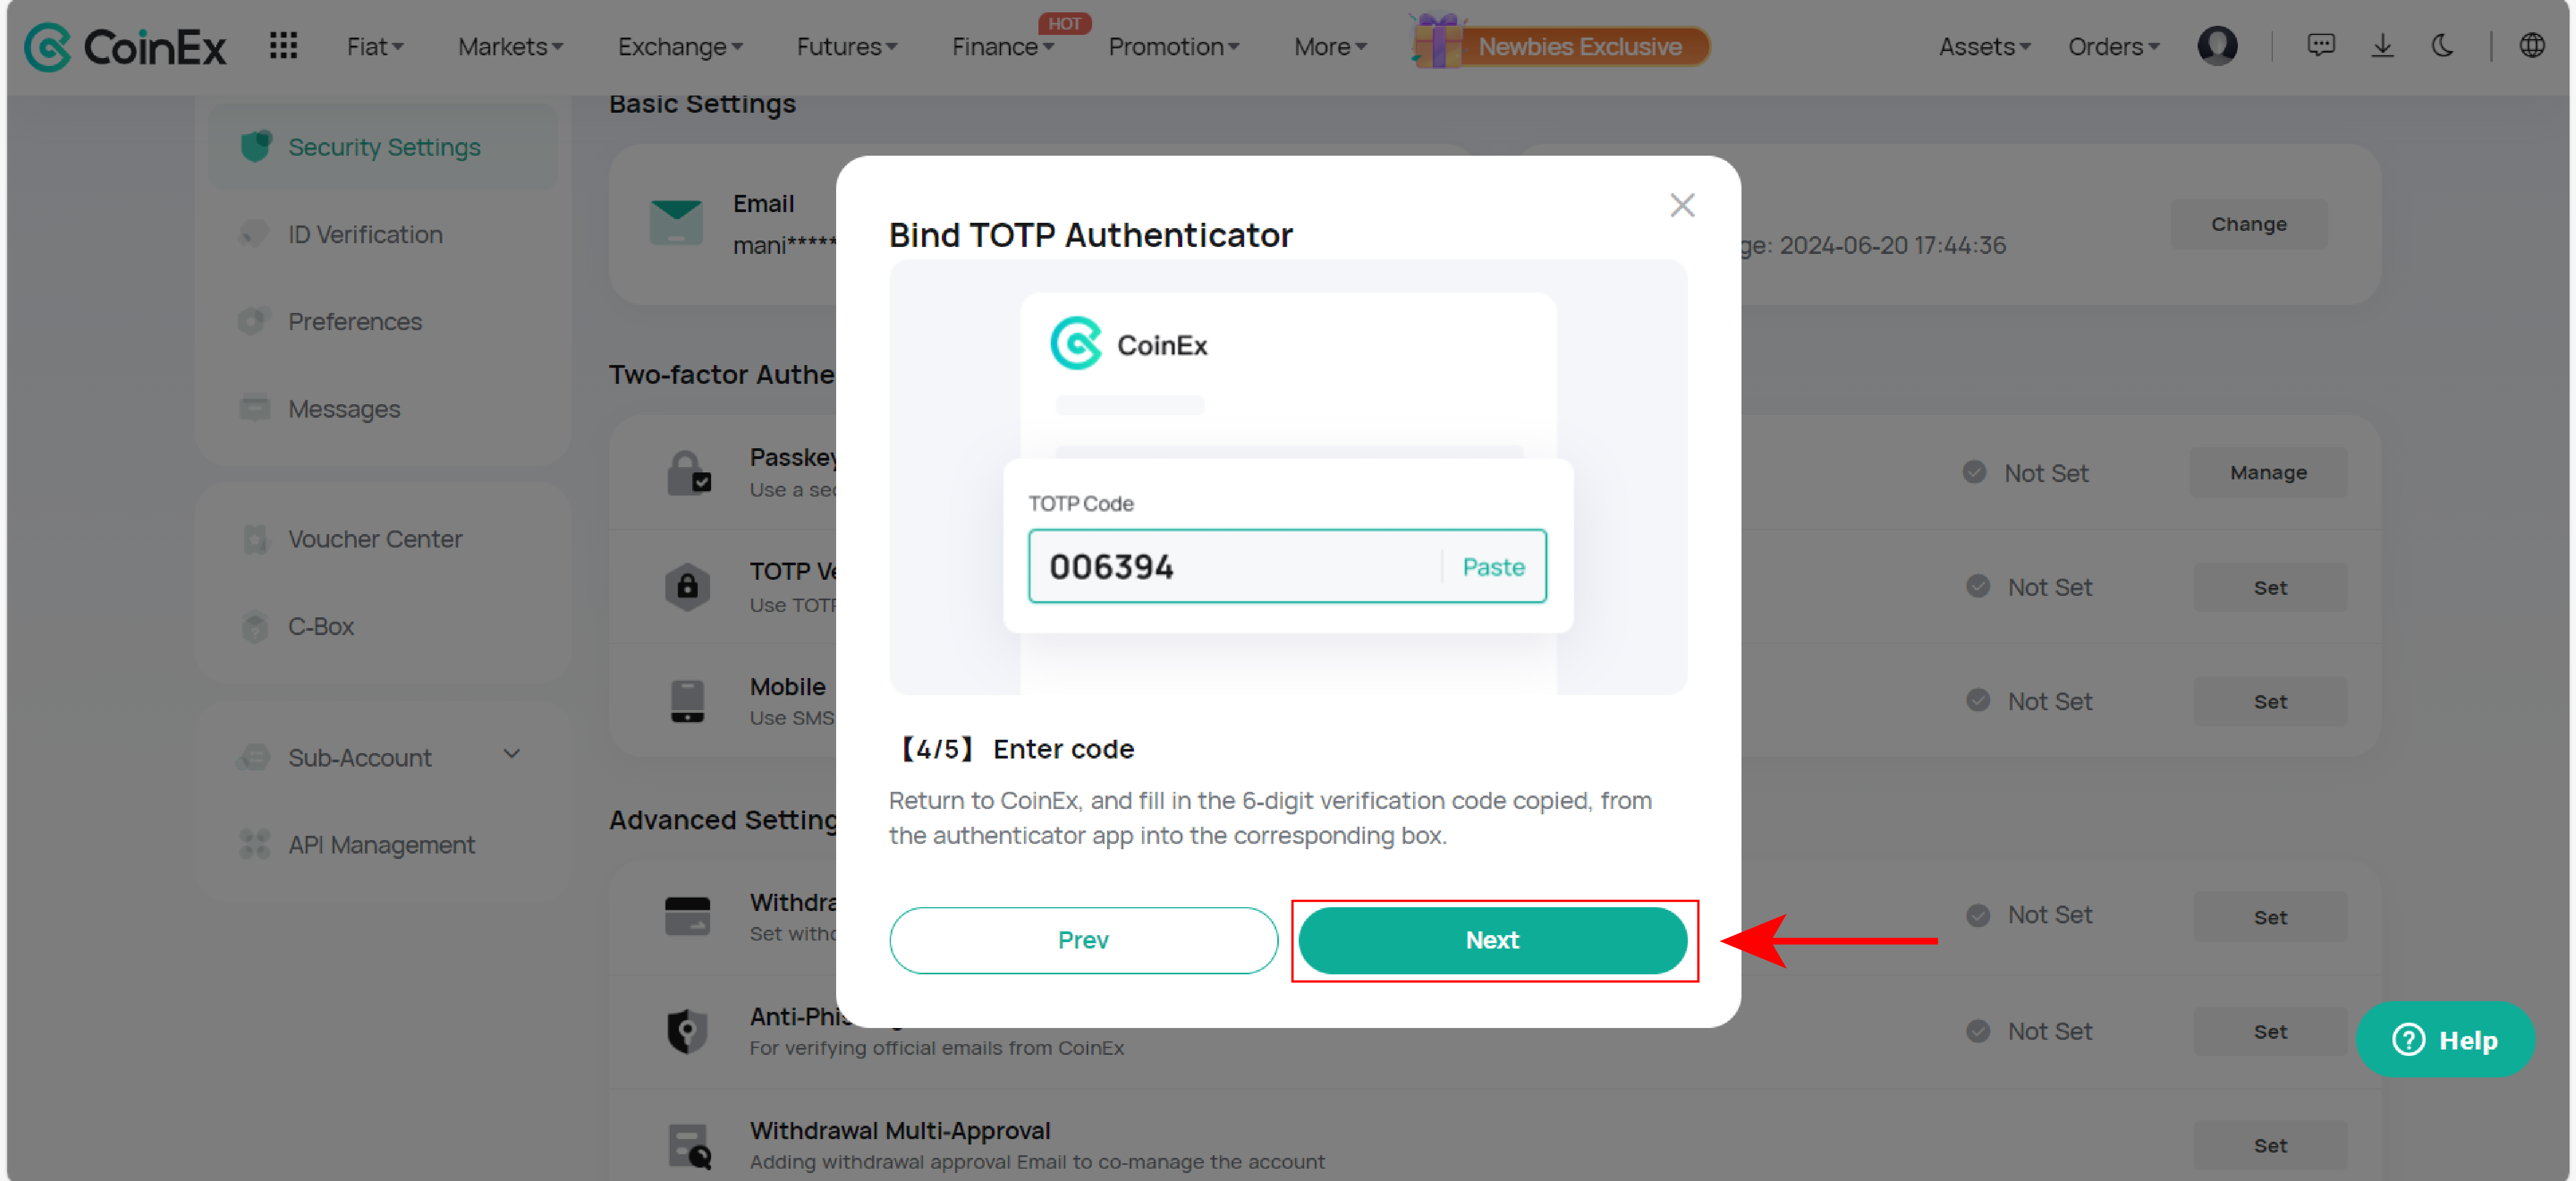 CoinEx Fiat Markets Exchange Futures Finance HOT Promotion More Newbies Exclusive Assets Orders
Basic Settings
Security Settings
ID Verification
Preferences
Messages
Voucher Center
C-Box
Sub-Account
API Management
Email
mani*****
ge: 2024-06-20 17:44:36
Change
Two-factor Authe
Passkey
Use a sec
Not Set
Manage
TOTP Ve
Use TOTP
Not Set
Set
Mobile
Use SMS
Not Set
Set
Advanced Setting
Withdra
Set withd
Not Set
Set
Anti-Phis
For verifying official emails from CoinEx
Not Set
Set
Withdrawal Multi-Approval
Adding withdrawal approval Email to co-manage the account
Set
Bind TOTP Authenticator
CoinEx
TOTP Code
006394
Paste
【4/5】 Enter code
Return to CoinEx, and fill in the 6-digit verification code copied, from
the authenticator app into the corresponding box.
Prev
Next
Help